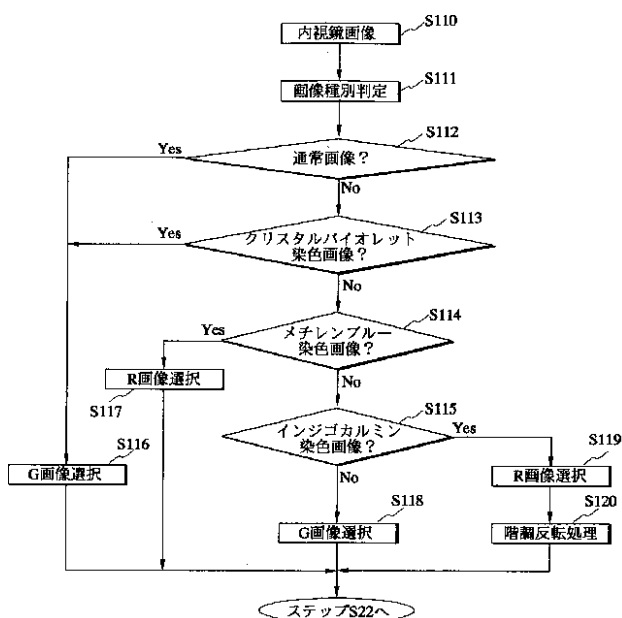 内視鏡画像
S110
画像種別判定
S111
通常画像？
S112
Yes
No
クリスタルバイオレット
染色画像？
S113
Yes
No
メチレンブルー
染色画像？
S114
Yes
No
R画像選択
S117
インジゴカルミン
染色画像？
S115
Yes
No
G画像選択
S116
R画像選択
S119
G画像選択
S118
階調反転処理
S120
ステップS22へ